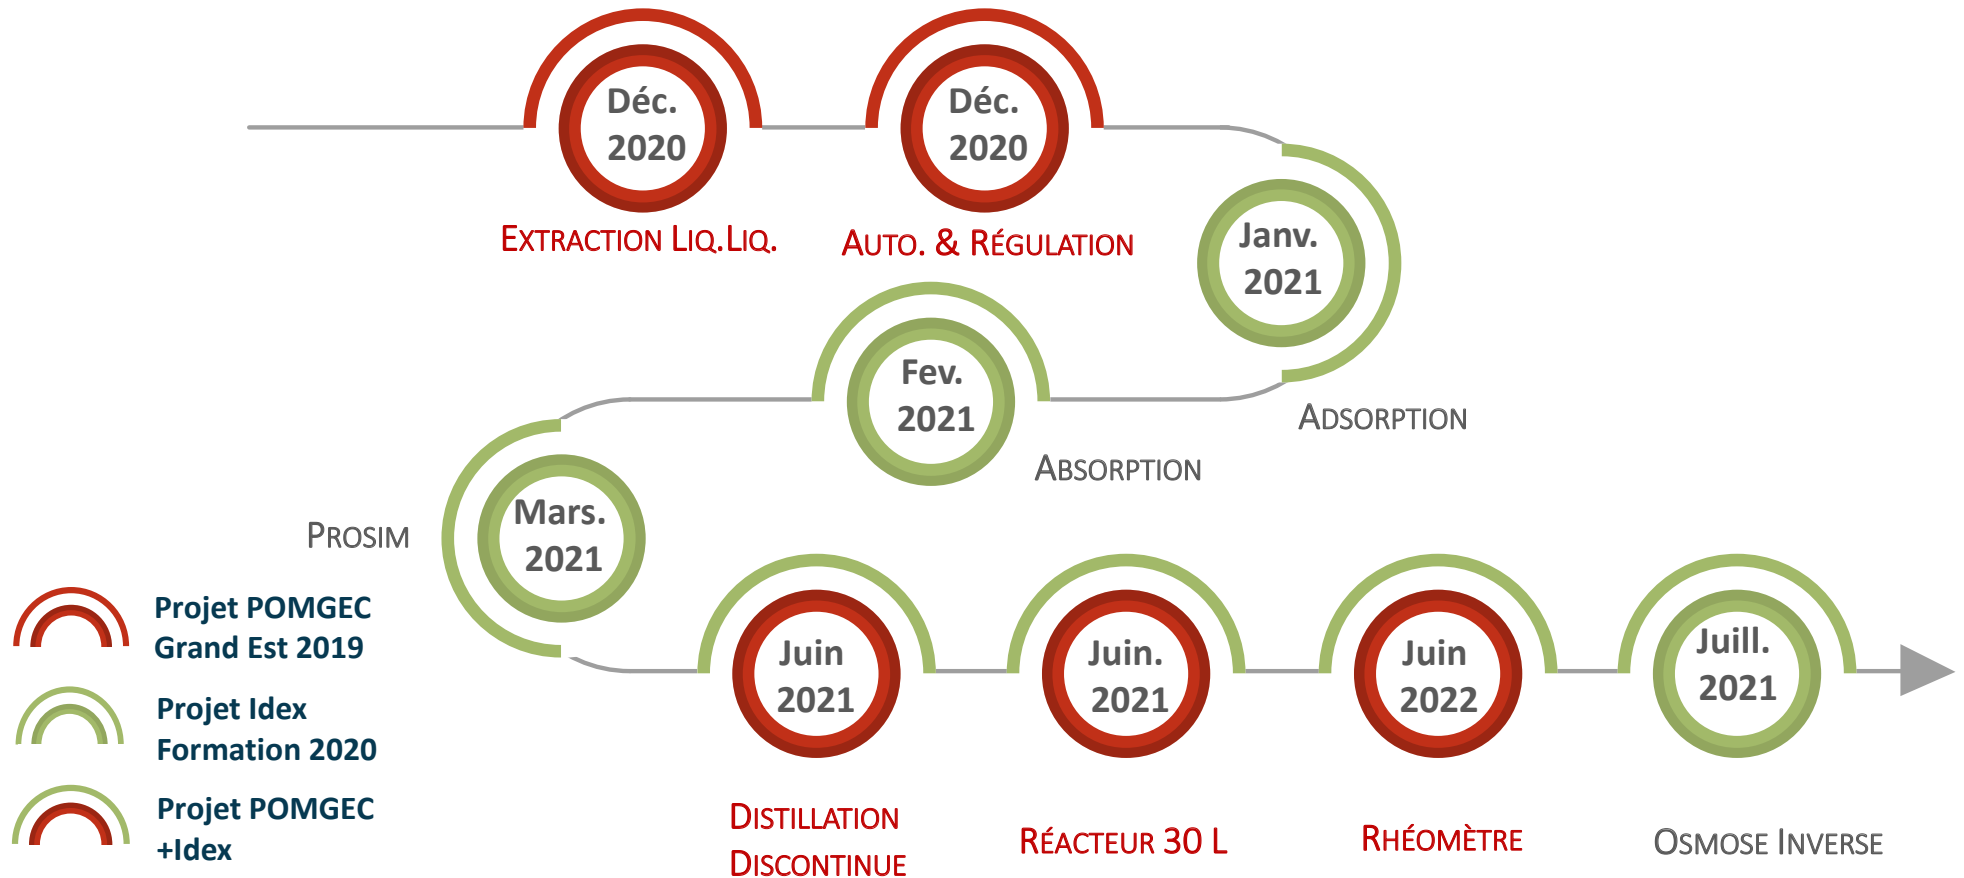 Déc.
2020
Déc.
2020
EXTRACTION LIQ.LIQ.
AUTO. & RÉGULATION
Janv.
2021
ADSORPTION
Fev.
2021
ABSORPTION
Mars.
2021
PROSIM
Juin
2021
Juin.
2021
Juin
2022
Juill.
2021
DISTILLATION
DISCONTINUE
RÉACTEUR 30 L
RHÉOMÈTRE
OSMOSE INVERSE
Projet POMGEC
Grand Est 2019
Projet Idex
Formation 2020
Projet POMGEC
+Idex